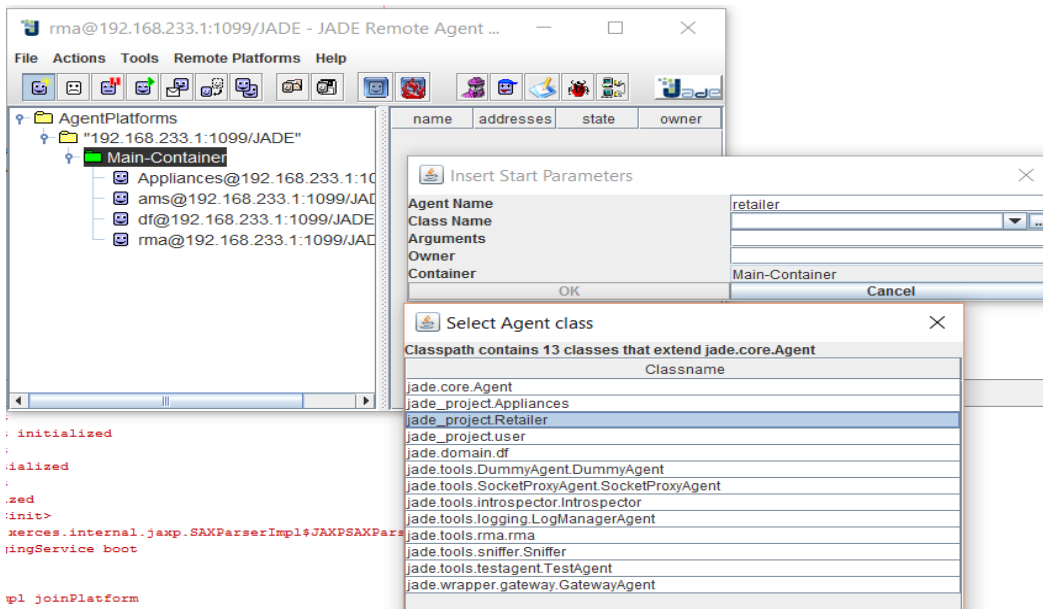 rma@192.168.233.1:1099/JADE - JADE Remote Agent ...
File Actions Tools Remote Platforms Help
Jade
AgentPlatforms
"192.168.233.1:1099/JADE"
Main-Container
Appliances@192.168.233.1:10
ams@192.168.233.1:1099/JAD
df@192.168.233.1:1099/JADE
rma@192.168.233.1:1099/JAD
name addresses state owner
Insert Start Parameters
Agent Name retailer
Class Name
Arguments
Owner
Container Main-Container
OK Cancel
Select Agent class
Classpath contains 13 classes that extend jade.core.Agent
Classname
jade.core.Agent
jade_project.Appliances
jade_project.Retailer
jade_project.user
jade.domain.df
jade.tools.DummyAgent.DummyAgent
jade.tools.SocketProxyAgent.SocketProxyAgent
jade.tools.introspector.Introspector
jade.tools.logging.LogManagerAgent
jade.tools.rma.rma
jade.tools.sniffer.Sniffer
jade.tools.testagent.TestAgent
jade.wrapper.gateway.GatewayAgent
initialized
ialized
zed
init>
xerces.internal.jaxp.SAXParserImpl$JAXPSAXPars
gingService boot
pl joinPlatform